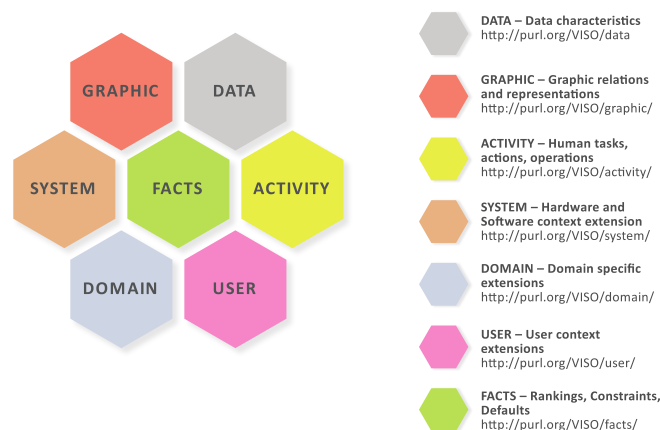 GRAPHIC
DATA
SYSTEM
FACTS
ACTIVITY
DOMAIN
USER
DATA – Data characteristics
http://purl.org/VISO/data
GRAPHIC – Graphic relations
and representations
http://purl.org/VISO/graphic/
ACTIVITY – Human tasks,
actions, operations
http://purl.org/VISO/activity/
SYSTEM – Hardware and
Software context extension
http://purl.org/VISO/system/
DOMAIN – Domain specific
extensions
http://purl.org/VISO/domain/
USER – User context
extensions
http://purl.org/VISO/user/
FACTS – Rankings, Constraints,
Defaults
http://purl.org/VISO/facts/